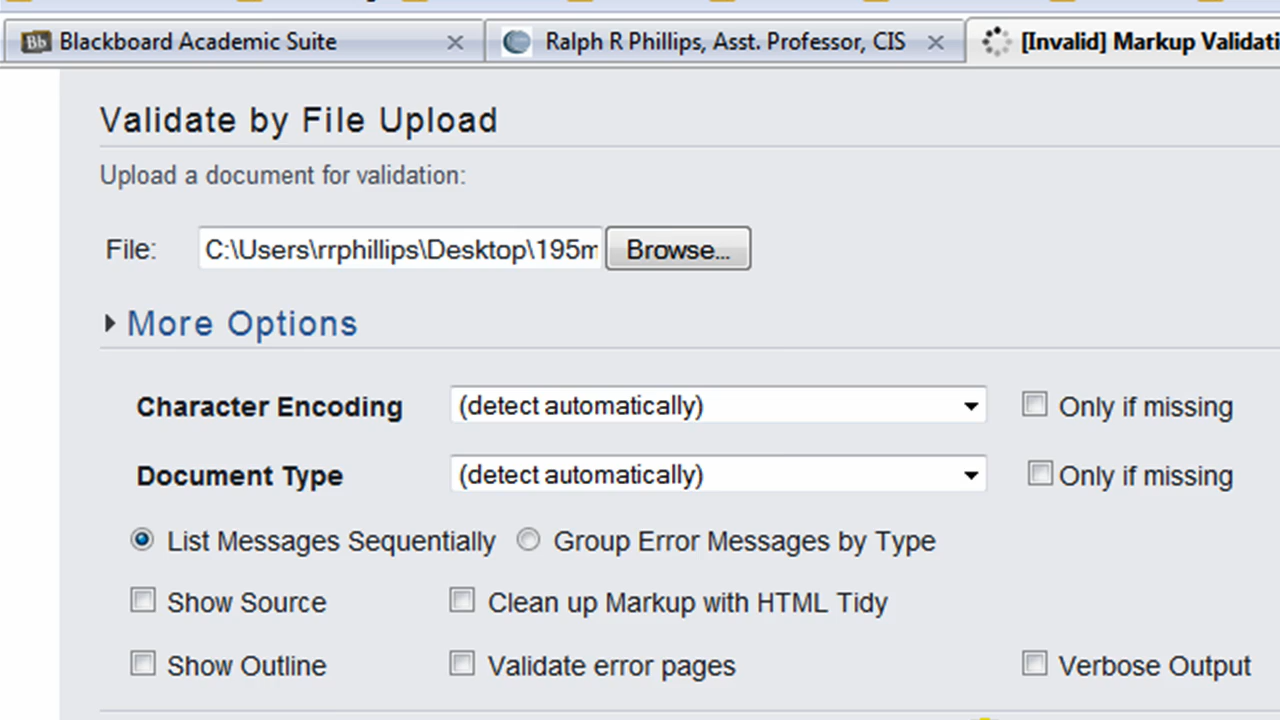 Bb Blackboard Academic Suite Ralph R Phillips, Asst. Professor, CIS [Invalid] Markup Validati
Validate by File Upload
Upload a document for validation:
File: C:\Users\rrphillips\Desktop\195m Browse...
More Options
Character Encoding (detect automatically) Only if missing
Document Type (detect automatically) Only if missing
List Messages Sequentially Group Error Messages by Type
Show Source Clean up Markup with HTML Tidy
Show Outline Validate error pages Verbose Output